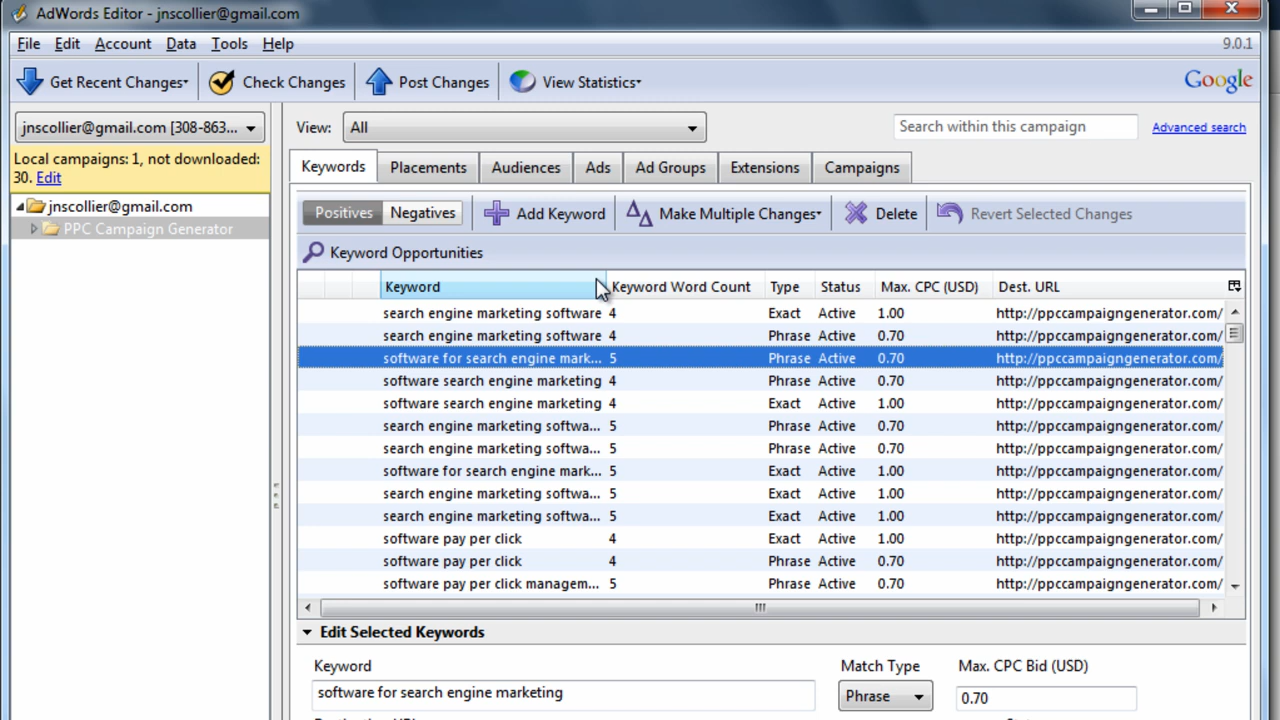 AdWords Editor - jnscollier@gmail.com
File Edit Account Data Tools Help 9.0.1
Get Recent Changes Check Changes Post Changes View Statistics Google
jnscollier@gmail.com [308-863... View: All Search within this campaign Advanced search
Local campaigns: 1, not downloaded:
30. Edit
Keywords Placements Audiences Ads Ad Groups Extensions Campaigns
jnscollier@gmail.com
PPC Campaign Generator
Positives Negatives Add Keyword Make Multiple Changes Delete Revert Selected Changes
Keyword Opportunities
Keyword Keyword Word Count Type Status Max. CPC (USD) Dest. URL
search engine marketing software 4 Exact Active 1.00 http://ppccampaigngenerator.com/
search engine marketing software 4 Phrase Active 0.70 http://ppccampaigngenerator.com/
software for search engine mark... 5 Phrase Active 0.70 http://ppccampaigngenerator.com/
software search engine marketing 4 Phrase Active 0.70 http://ppccampaigngenerator.com/
software search engine marketing 4 Exact Active 1.00 http://ppccampaigngenerator.com/
search engine marketing softwa... 5 Phrase Active 0.70 http://ppccampaigngenerator.com/
search engine marketing softwa... 5 Phrase Active 0.70 http://ppccampaigngenerator.com/
software for search engine mark... 5 Exact Active 1.00 http://ppccampaigngenerator.com/
search engine marketing softwa... 5 Exact Active 1.00 http://ppccampaigngenerator.com/
search engine marketing softwa... 5 Exact Active 1.00 http://ppccampaigngenerator.com/
software pay per click 4 Exact Active 1.00 http://ppccampaigngenerator.com/
software pay per click 4 Phrase Active 0.70 http://ppccampaigngenerator.com/
software pay per click managem... 5 Phrase Active 0.70 http://ppccampaigngenerator.com/
Edit Selected Keywords
Keyword Match Type Max. CPC Bid (USD)
software for search engine marketing Phrase 0.70